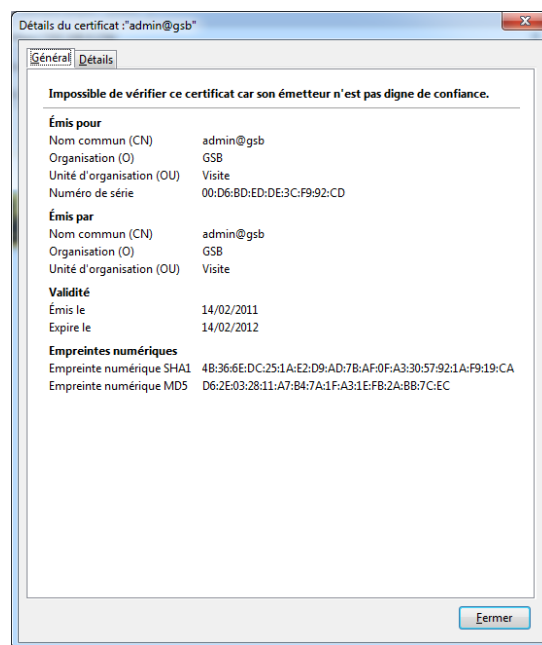 Détails du certificat :"admin@gsb"
Général Détails
Impossible de vérifier ce certificat car son émetteur n'est pas digne de confiance.
Émis pour
Nom commun (CN) admin@gsb
Organisation (O) GSB
Unité d'organisation (OU) Visite
Numéro de série 00:D6:BD:ED:DE:3C:F9:92:CD
Émis par
Nom commun (CN) admin@gsb
Organisation (O) GSB
Unité d'organisation (OU) Visite
Validité
Émis le 14/02/2011
Expire le 14/02/2012
Empreintes numériques
Empreinte numérique SHA1 4B:36:6E:DC:25:1A:E2:D9:AD:7B:AF:0F:A3:30:57:92:1A:F9:19:CA
Empreinte numérique MD5 D6:2E:03:28:11:A7:B4:7A:1F:A3:1E:FB:2A:BB:7C:EC
Fermer